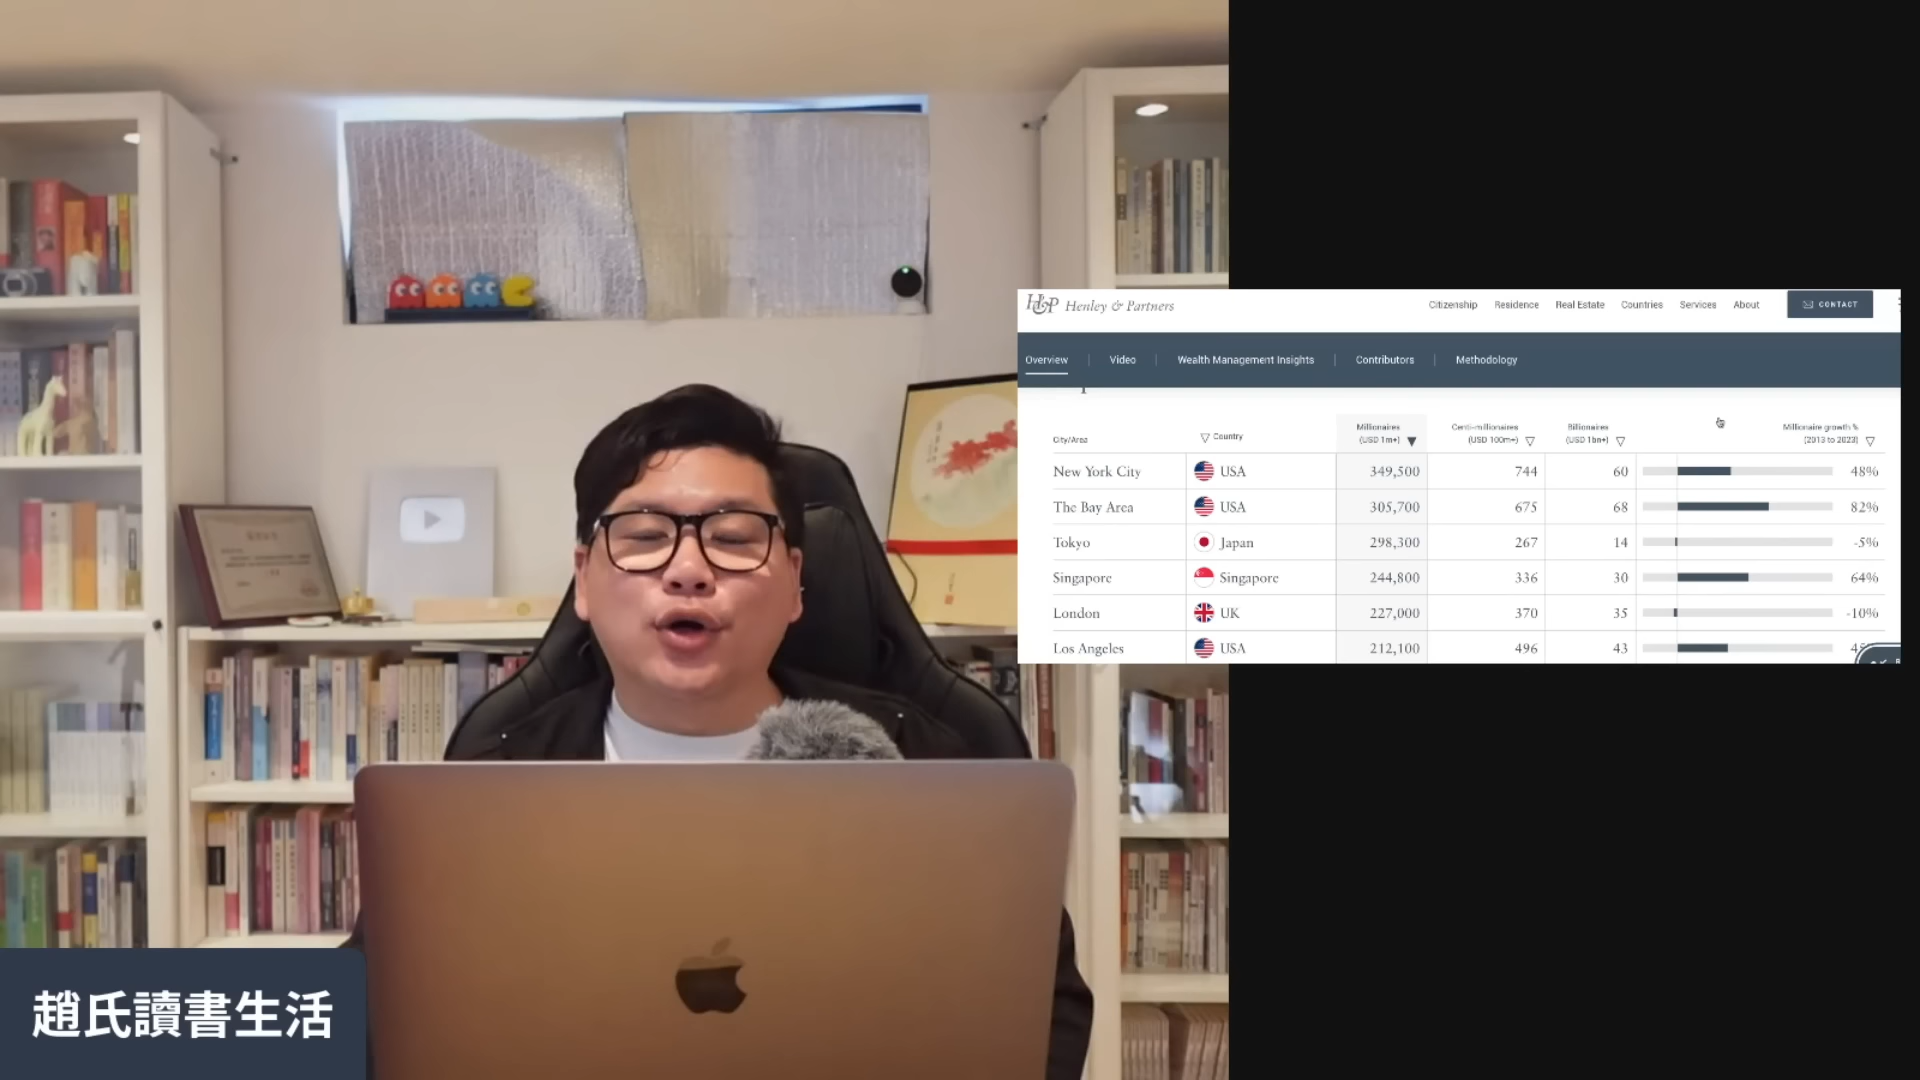 H&P Henley & Partners
Citizenship Residence Real Estate Countries Services About CONTACT
Overview Video Wealth Management Insights Contributors Methodology
City/Area Country Millionaires (USD 1m+) Centi-millionaires (USD 100m+) Billionaires (USD 1bn+) Millionaire growth % (2013 to 2023)
New York City USA 349,500 744 60 48%
The Bay Area USA 305,700 675 68 82%
Tokyo Japan 298,300 267 14 -5%
Singapore Singapore 244,800 336 30 64%
London UK 227,000 370 35 -10%
Los Angeles USA 212,100 496 43
趙氏讀書生活